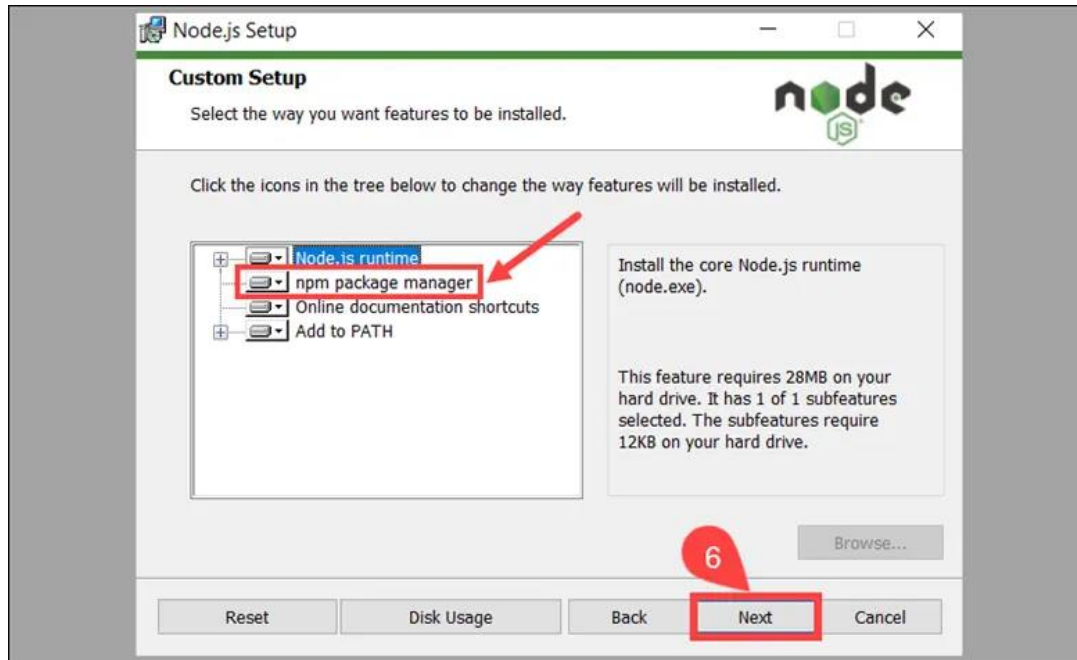 Node.js Setup
Custom Setup
Select the way you want features to be installed.
node
JS
Click the icons in the tree below to change the way features will be installed.
Node.js runtime
npm package manager
Online documentation shortcuts
Add to PATH
Install the core Node.js runtime
(node.exe).
This feature requires 28MB on your
hard drive. It has 1 of 1 subfeatures
selected. The subfeatures require
12KB on your hard drive.
Browse...
6
Reset
Disk Usage
Back
Next
Cancel